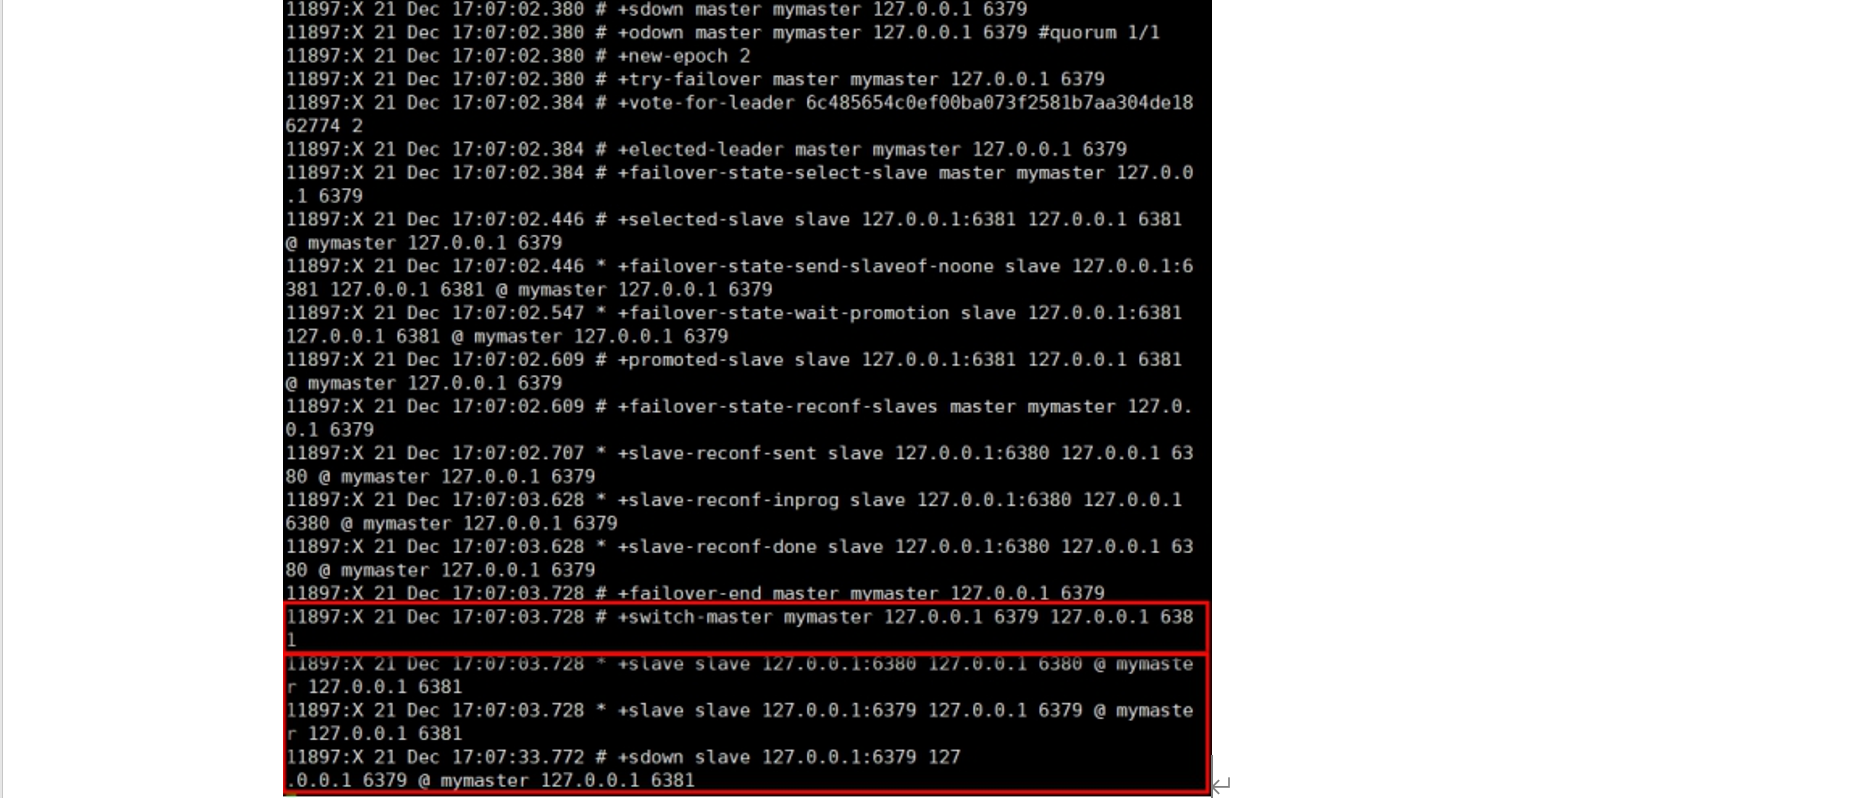 11897:X 21 Dec 17:07:02.380 # +sdown master mymaster 127.0.0.1 6379
11897:X 21 Dec 17:07:02.380 # +odown master mymaster 127.0.0.1 6379 #quorum 1/1
11897:X 21 Dec 17:07:02.380 # +new-epoch 2
11897:X 21 Dec 17:07:02.380 # +try-failover master mymaster 127.0.0.1 6379
11897:X 21 Dec 17:07:02.384 # +vote-for-leader 6c485654c0ef00ba073f2581b7aa304de18
62774 2
11897:X 21 Dec 17:07:02.384 # +elected-leader master mymaster 127.0.0.1 6379
11897:X 21 Dec 17:07:02.384 # +failover-state-select-slave master mymaster 127.0.0
.1 6379
11897:X 21 Dec 17:07:02.446 # +selected-slave slave 127.0.0.1:6381 127.0.0.1 6381
@ mymaster 127.0.0.1 6379
11897:X 21 Dec 17:07:02.446 * +failover-state-send-slaveof-noone slave 127.0.0.1:6
381 127.0.0.1 6381 @ mymaster 127.0.0.1 6379
11897:X 21 Dec 17:07:02.547 * +failover-state-wait-promotion slave 127.0.0.1:6381
127.0.0.1 6381 @ mymaster 127.0.0.1 6379
11897:X 21 Dec 17:07:02.609 # +promoted-slave slave 127.0.0.1:6381 127.0.0.1 6381
@ mymaster 127.0.0.1 6379
11897:X 21 Dec 17:07:02.609 # +failover-state-reconf-slaves master mymaster 127.0.
0.1 6379
11897:X 21 Dec 17:07:02.707 * +slave-reconf-sent slave 127.0.0.1:6380 127.0.0.1 63
80 @ mymaster 127.0.0.1 6379
11897:X 21 Dec 17:07:03.628 * +slave-reconf-inprog slave 127.0.0.1:6380 127.0.0.1
6380 @ mymaster 127.0.0.1 6379
11897:X 21 Dec 17:07:03.628 * +slave-reconf-done slave 127.0.0.1:6380 127.0.0.1 63
80 @ mymaster 127.0.0.1 6379
11897:X 21 Dec 17:07:03.728 # +failover-end master mymaster 127.0.0.1 6379
11897:X 21 Dec 17:07:03.728 # +switch-master mymaster 127.0.0.1 6379 127.0.0.1 638
1
11897:X 21 Dec 17:07:03.728 * +slave slave 127.0.0.1:6380 127.0.0.1 6380 @ mymaste
r 127.0.0.1 6381
11897:X 21 Dec 17:07:03.728 * +slave slave 127.0.0.1:6379 127.0.0.1 6379 @ mymaste
r 127.0.0.1 6381
11897:X 21 Dec 17:07:33.772 # +sdown slave 127.0.0.1:6379 127
.0.0.1 6379 @ mymaster 127.0.0.1 6381